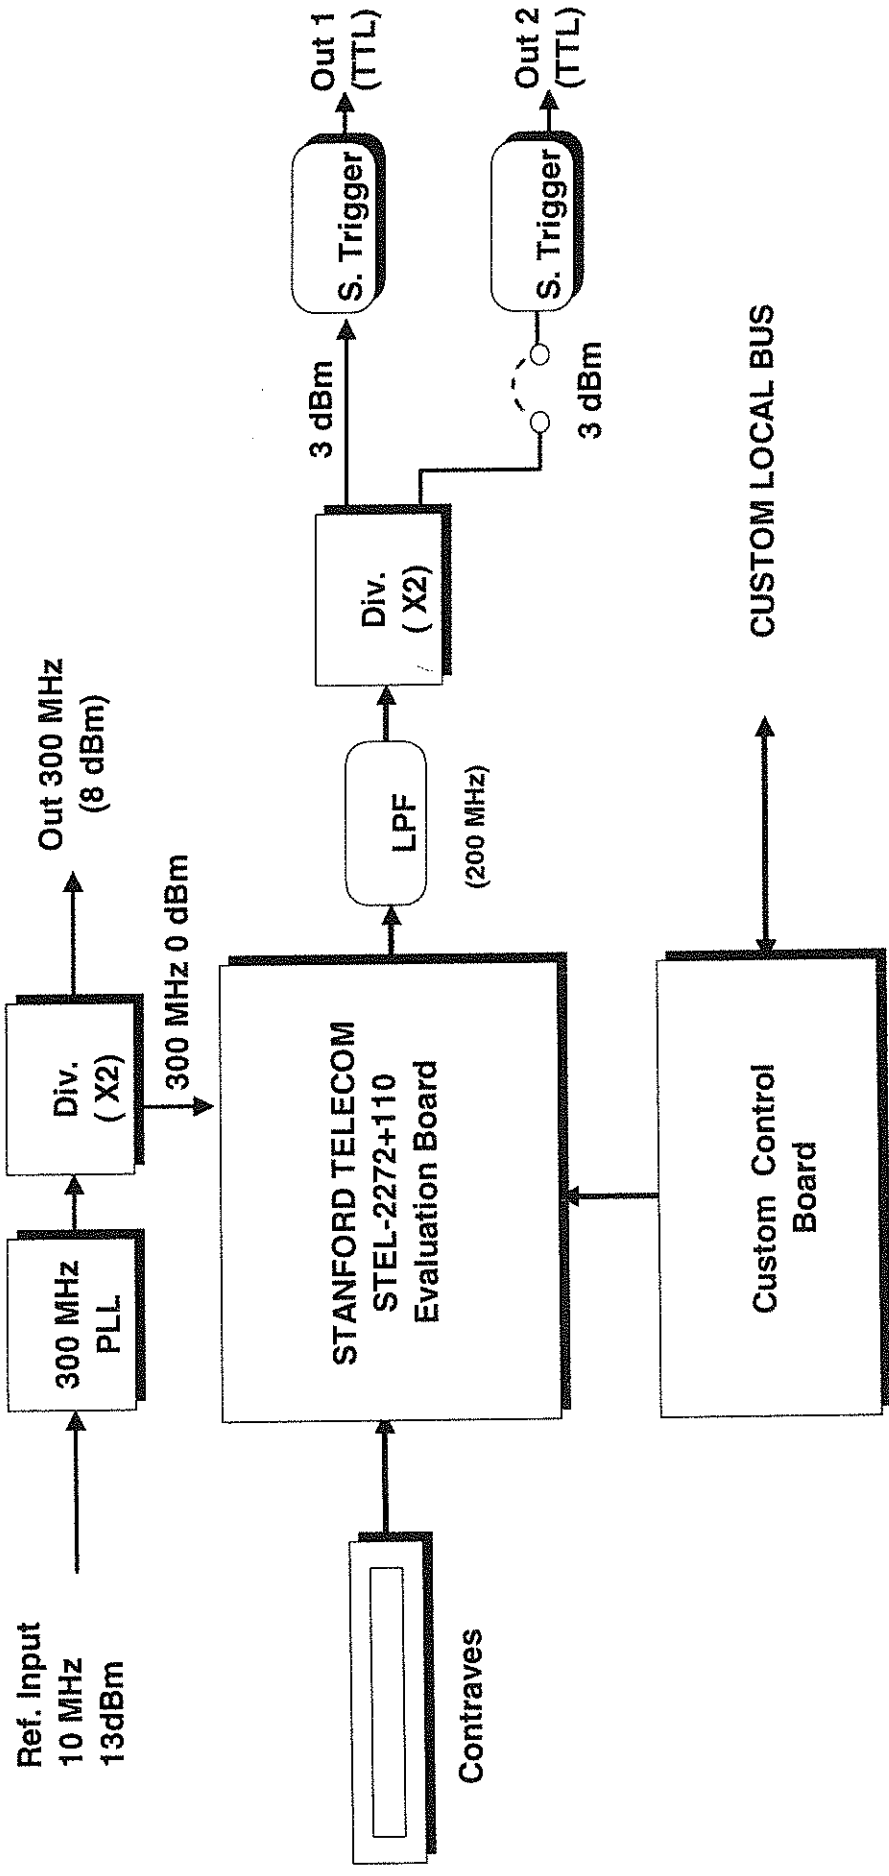 Ref. Input
10 MHz
13dBm
300 MHz
PLL
Div.
( X2)
Out 300 MHz
(8 dBm)
300 MHz 0 dBm
Contraves
STANFORD TELECOM
STEL-2272+110
Evaluation Board
LPF
(200 MHz)
Div.
( X2)
3 dBm
S. Trigger
Out 1
(TTL)
3 dBm
S. Trigger
Out 2
(TTL)
Custom Control
Board
CUSTOM LOCAL BUS